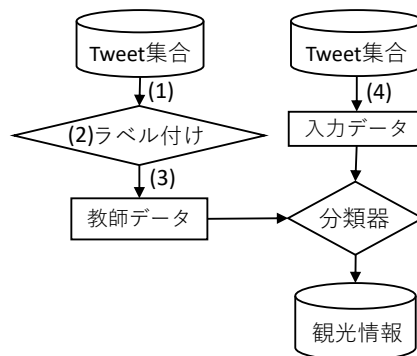 Tweet集合
(1)
(2)ラベル付け
(3)
教師データ
Tweet集合
(4)
入力データ
分類器
観光情報